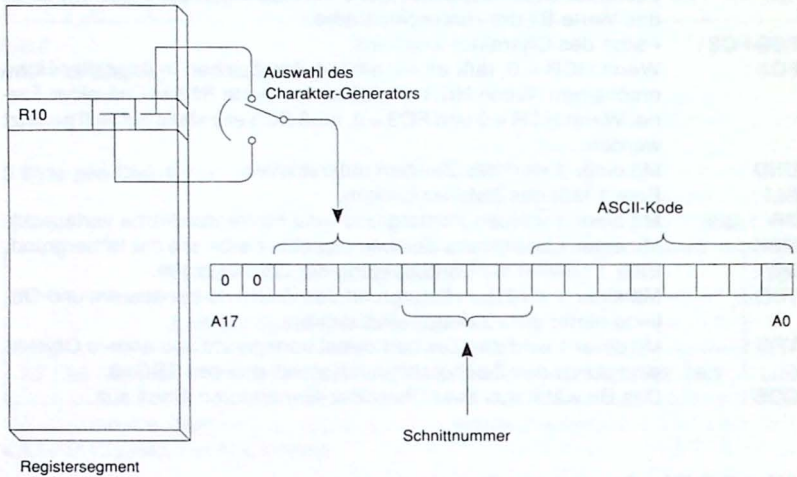 Auswahl des
Charakter-Generators
R10
ASCII-Kode
0 0
A17
A0
Schnittnummer
Registersegment